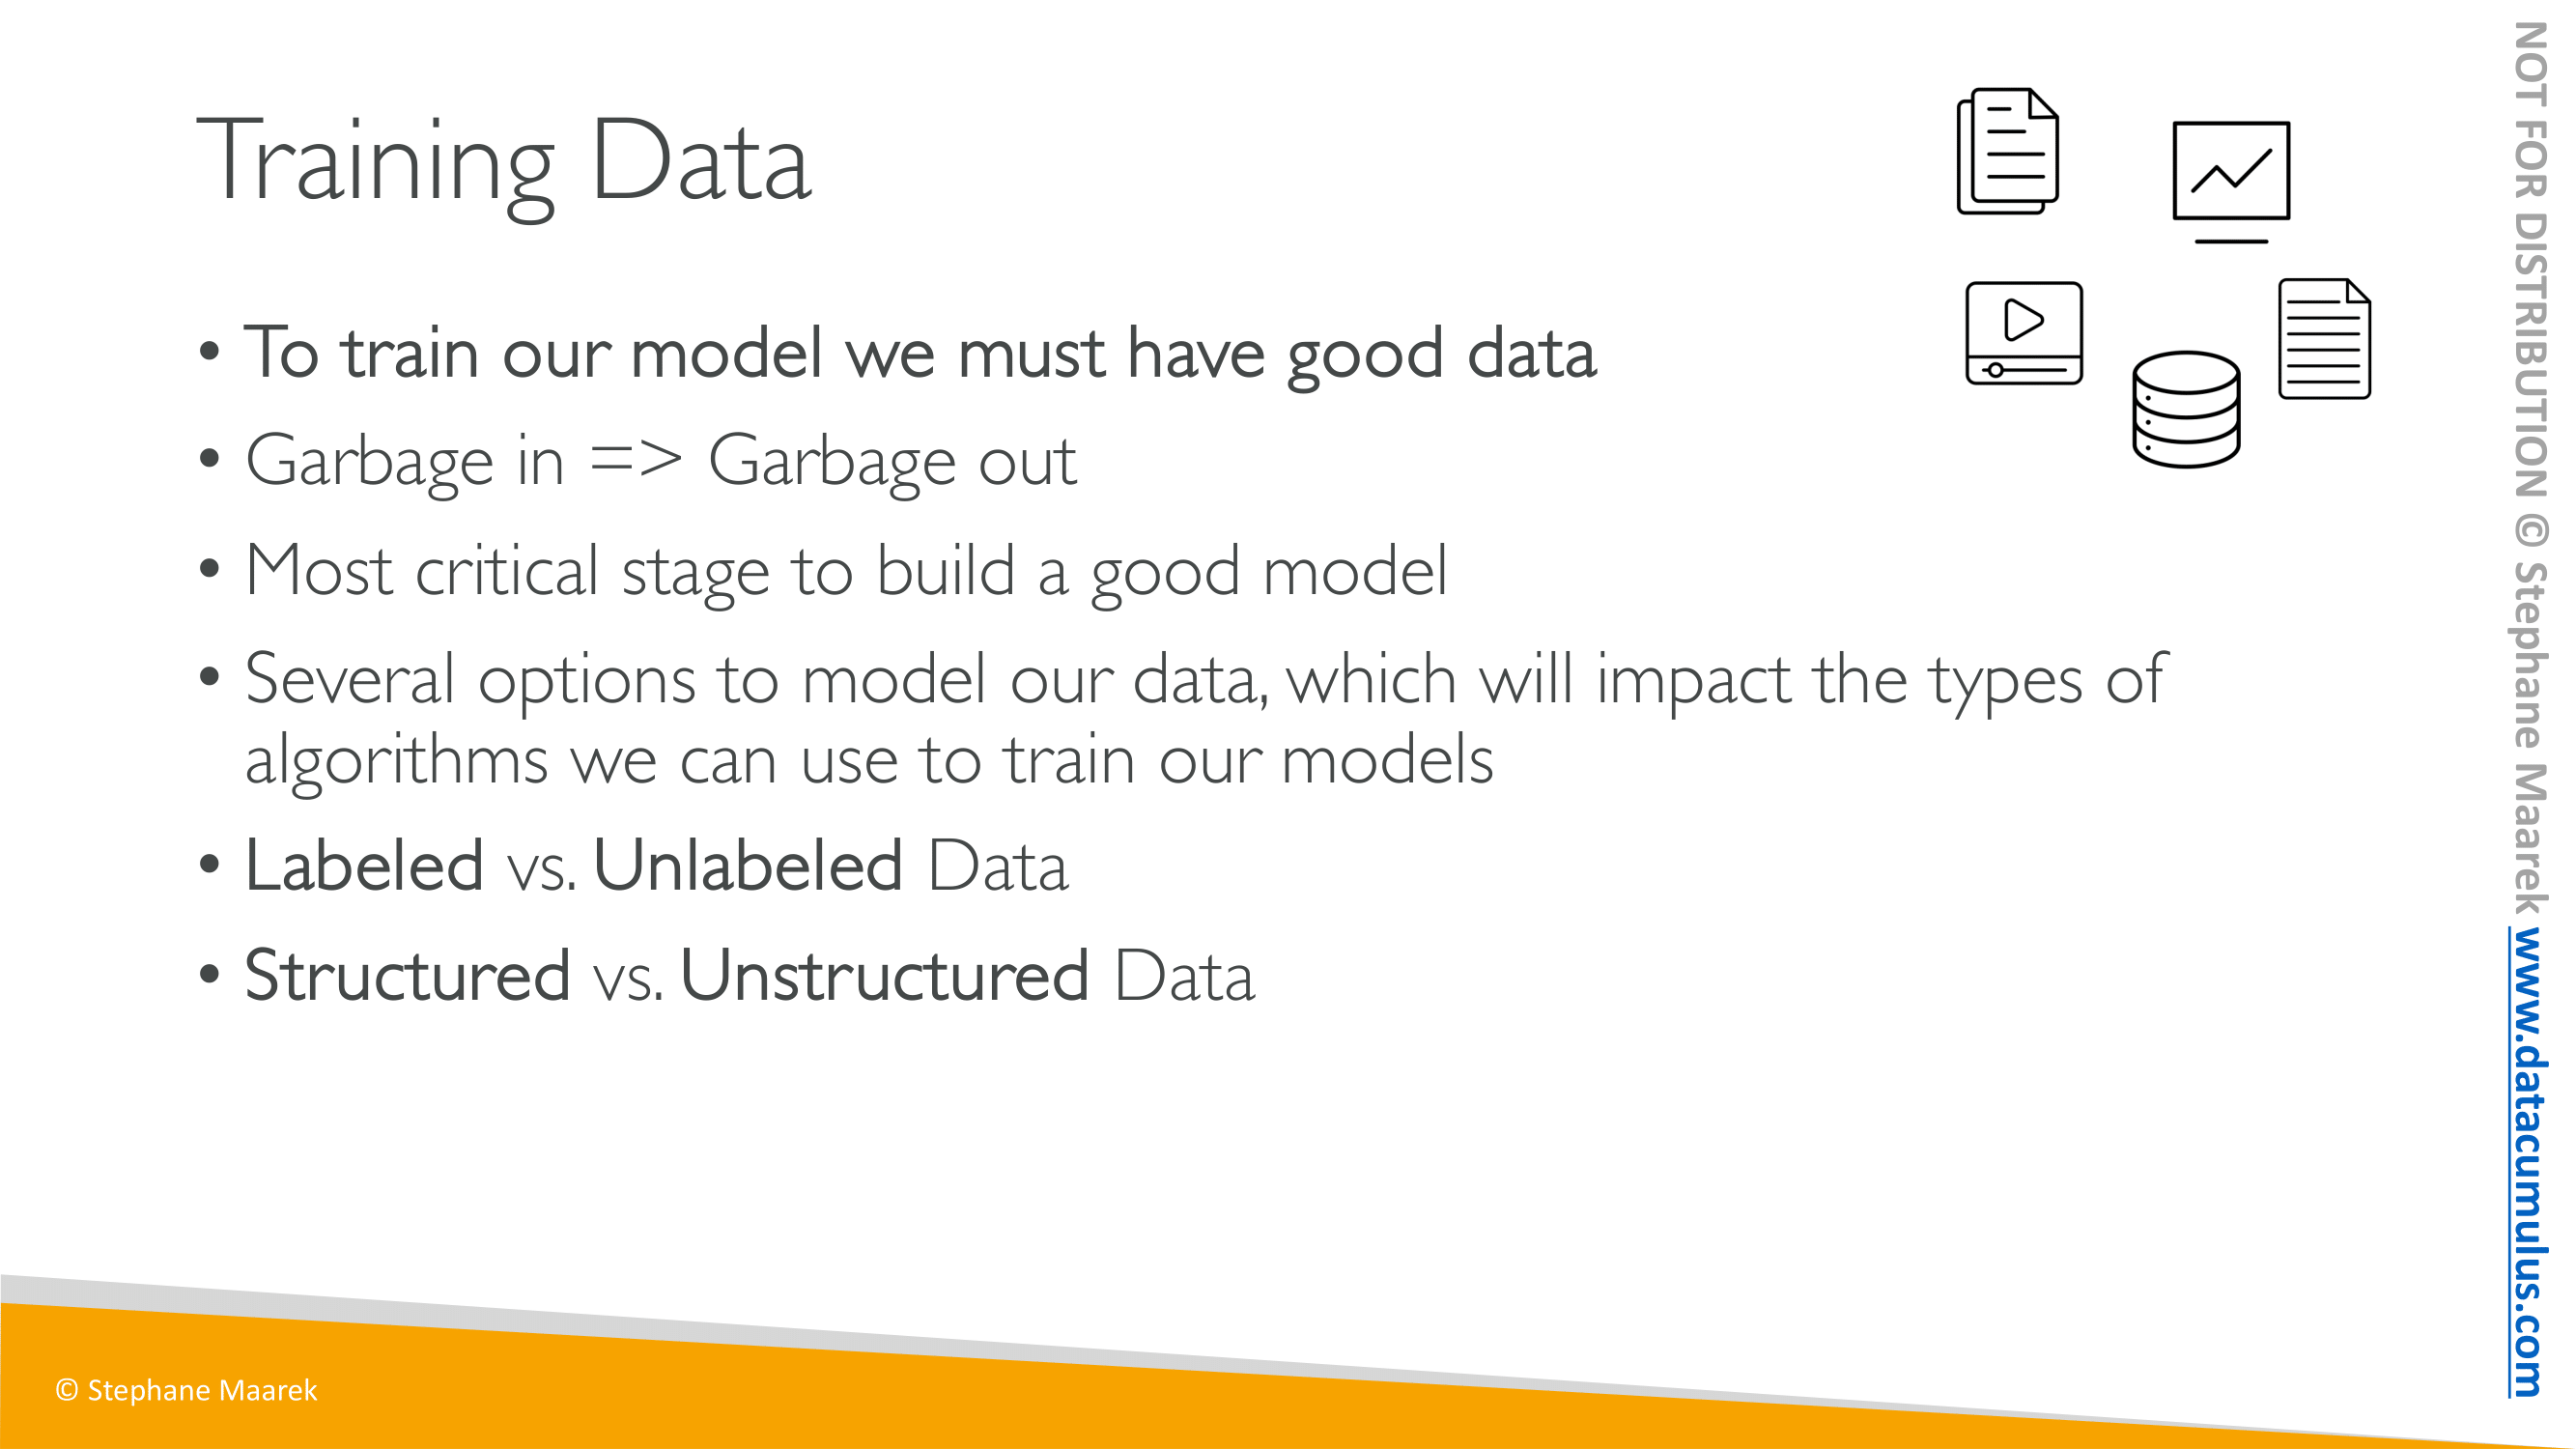 Training Data
• To train our model we must have good data
• Garbage in => Garbage out
• Most critical stage to build a good model
• Several options to model our data, which will impact the types of
algorithms we can use to train our models
• Labeled vs. Unlabeled Data
• Structured vs. Unstructured Data
© Stephane Maarek
NOT FOR DISTRIBUTION © Stephane Maarek www.datacumulus.com